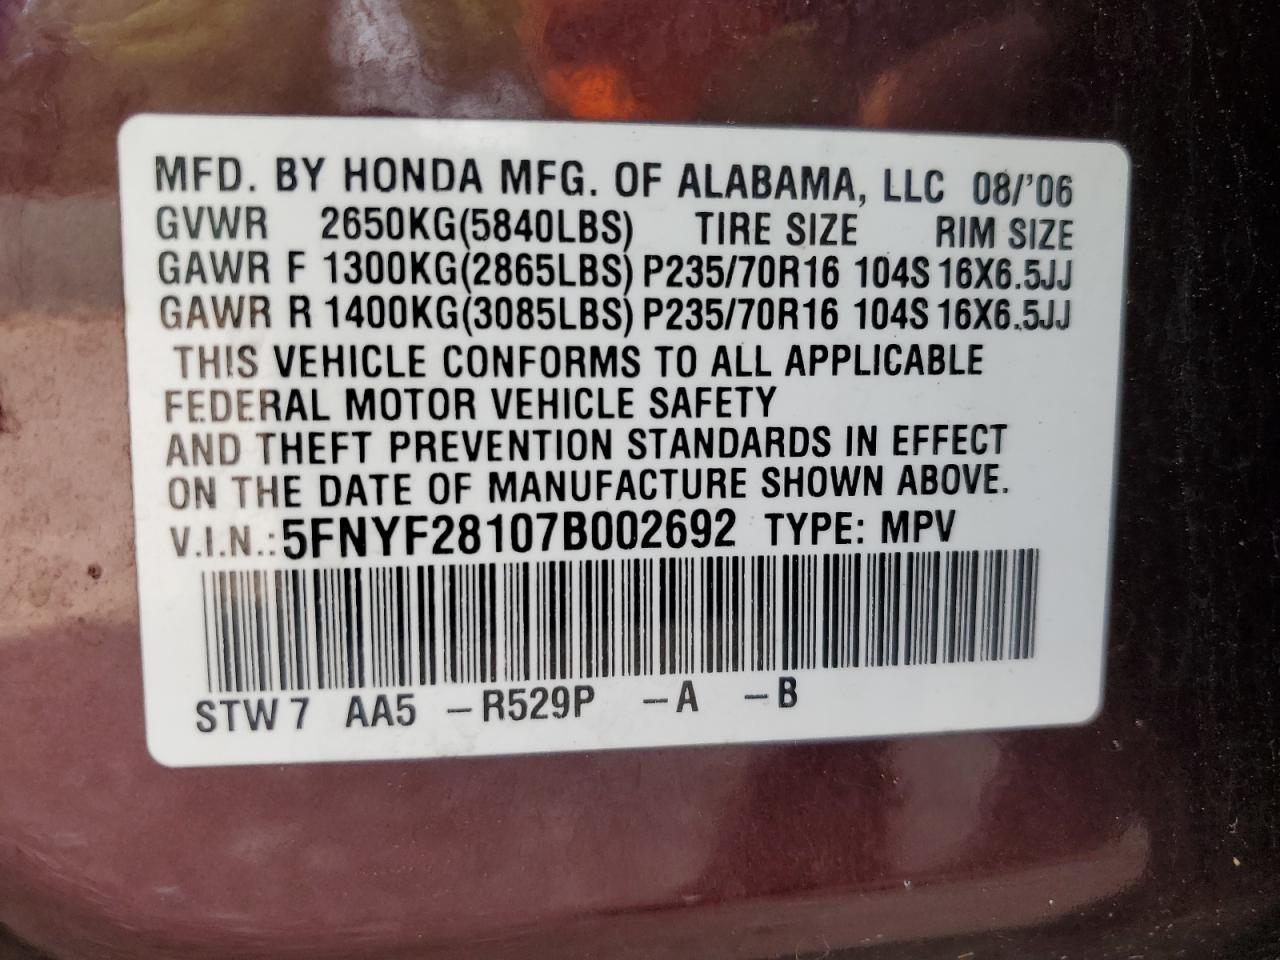 MFD. BY HONDA MFG. OF ALABAMA, LLC 08/'06
GVWR 2650KG(5840LBS) TIRE SIZE RIM SIZE
GAWR F 1300KG(2865LBS) P235/70R16 104S 16X6.5JJ
GAWR R 1400KG(3085LBS) P235/70R16 104S 16X6.5JJ
THIS VEHICLE CONFORMS TO ALL APPLICABLE
FEDERAL MOTOR VEHICLE SAFETY
AND THEFT PREVENTION STANDARDS IN EFFECT
ON THE DATE OF MANUFACTURE SHOWN ABOVE.
V.I.N.: 5FNYF28107B002692 TYPE: MPV
STW 7 AA5 – R529P – A – B